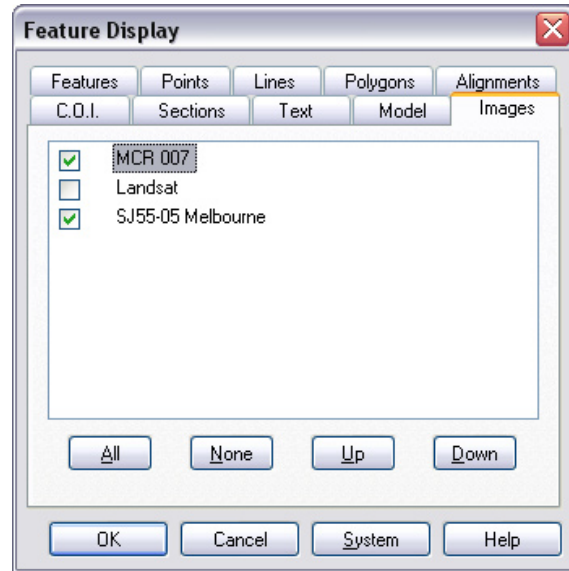 Feature Display
Features Points Lines Polygons Alignments
C.O.I. Sections Text Model Images
MCR 007
Landsat
SJ55-05 Melbourne
All None Up Down
OK Cancel System Help